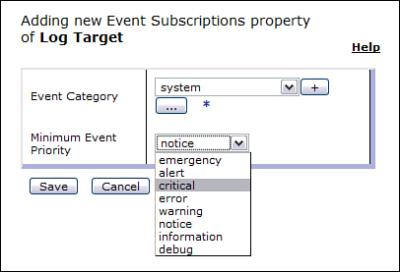 Adding new Event Subscriptions property
of Log Target
Help
Event Category
system
+
...
*
Minimum Event
Priority
notice
emergency
alert
critical
error
warning
notice
information
debug
Save
Cancel